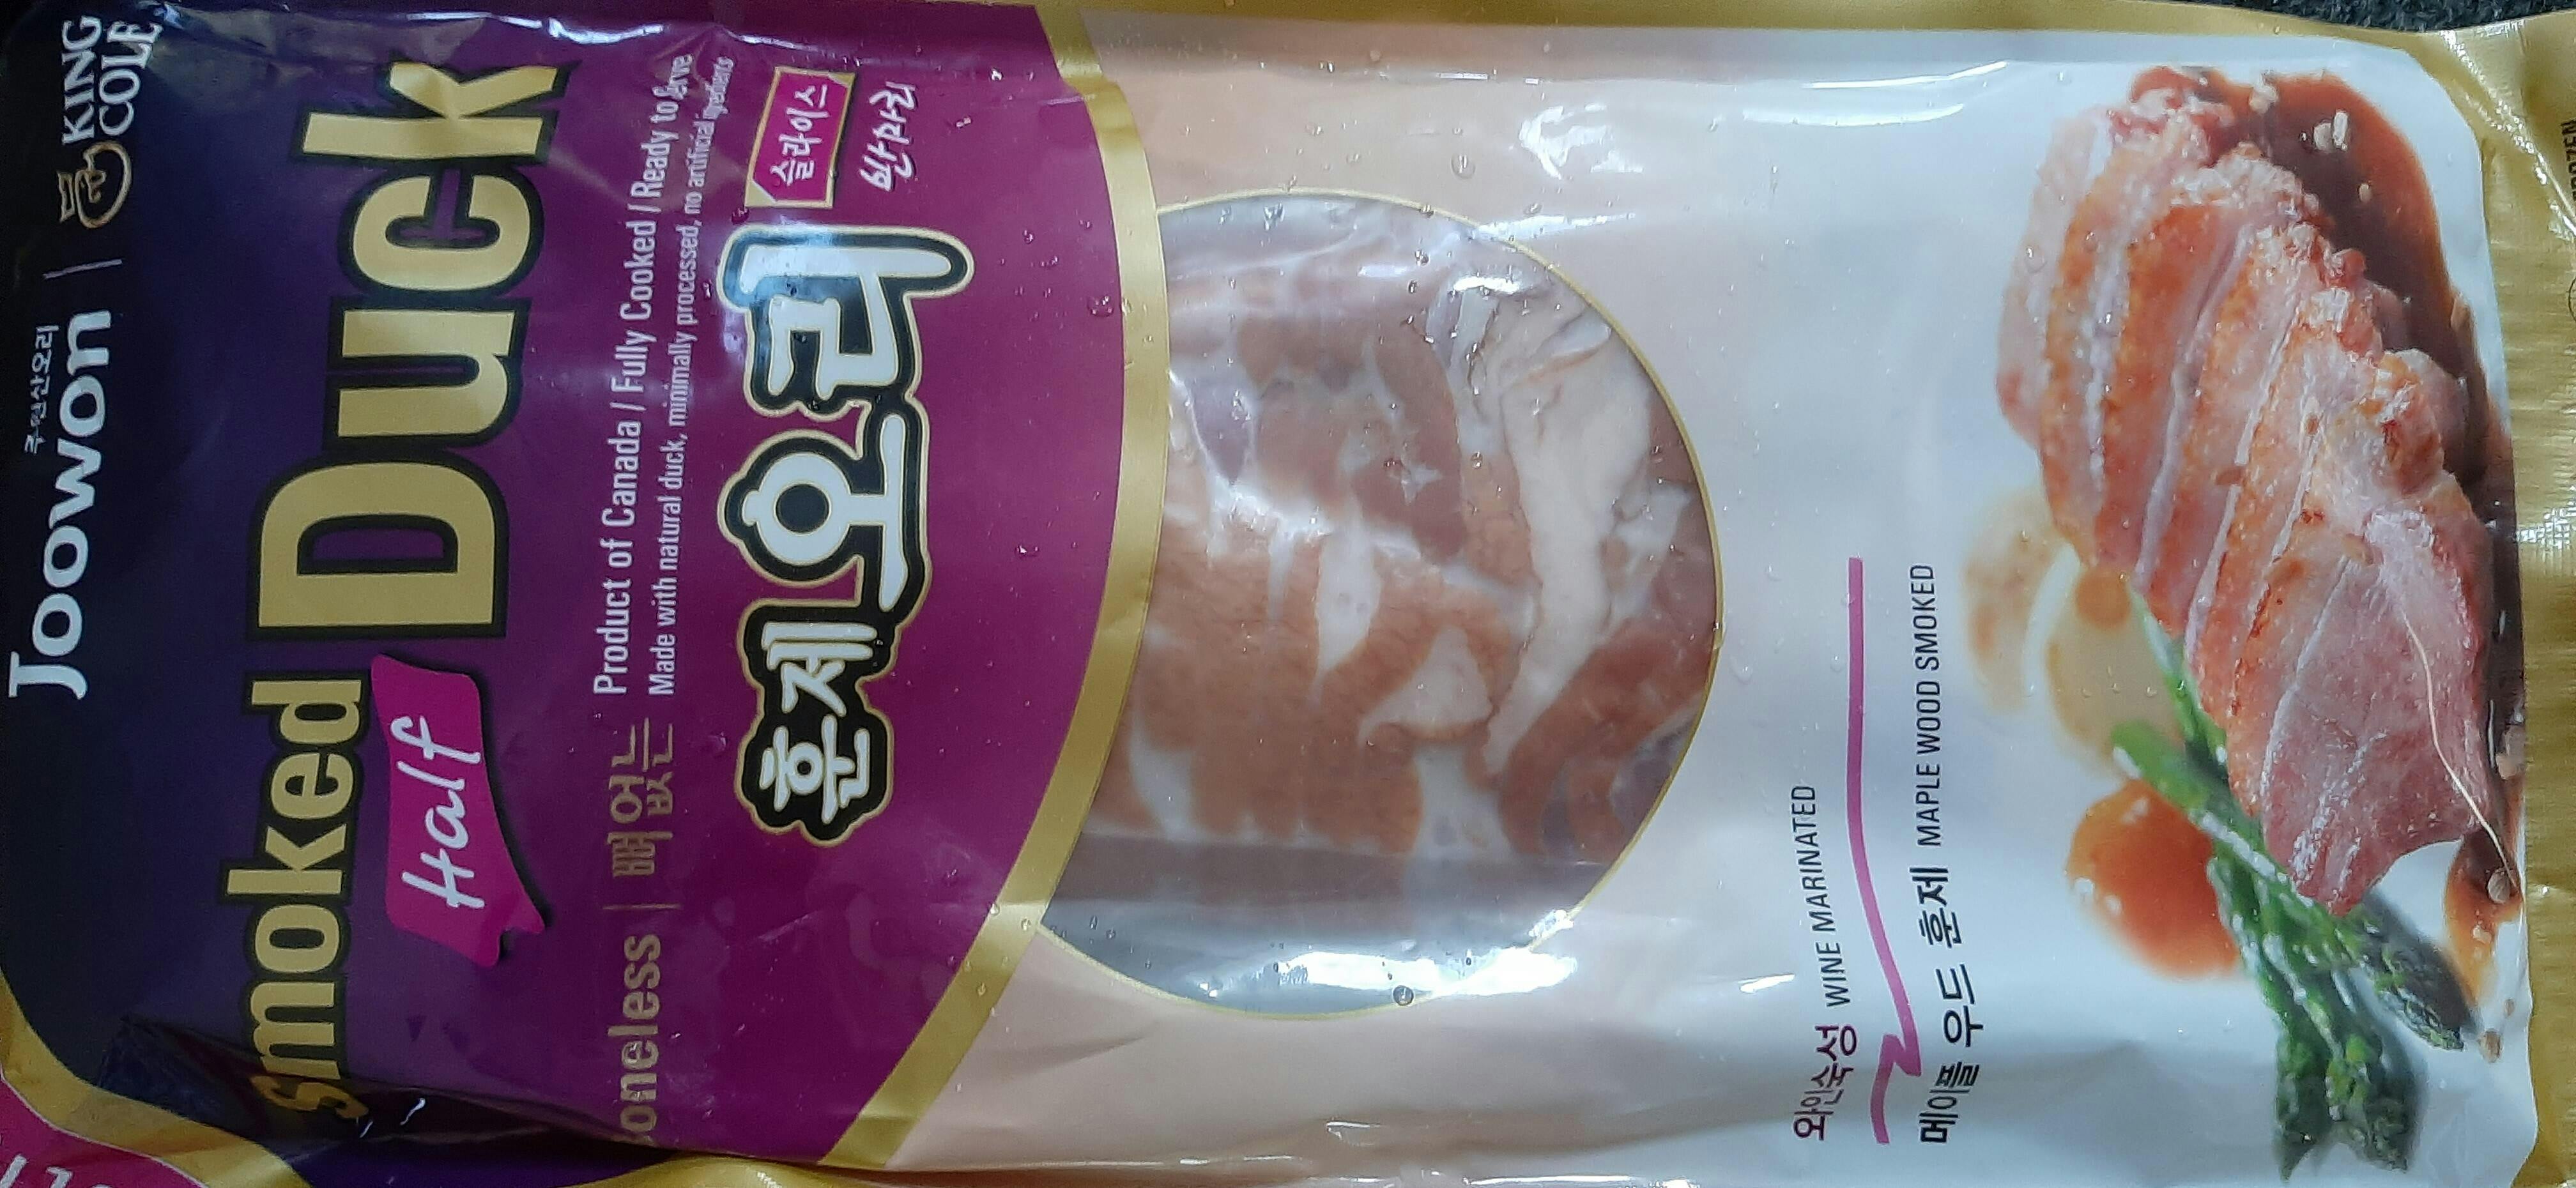 주원산오리
Joowon | KING COLE
smoked Duck
Half
oneless | 뼈없는
Product of Canada / Fully Cooked / Ready to Serve
Made with natural duck, minimally processed, no artificial ingredients
훈제오리
슬라이스
반마리
와인숙성 WINE MARINATED
메이플 우드 훈제 MAPLE WOOD SMOKED